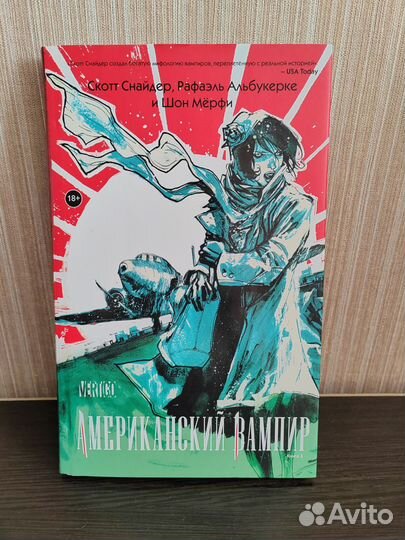 "Скотт Снайдер создал богатую мифологию вампиров, переплетённую с реальной историей"
– USA Today
Скотт Снайдер, Рафаэль Альбукерке
и Шон Мёрфи
18+
VERTIGO
АМЕРИКАНСКИЙ ВАМПИР
Avito